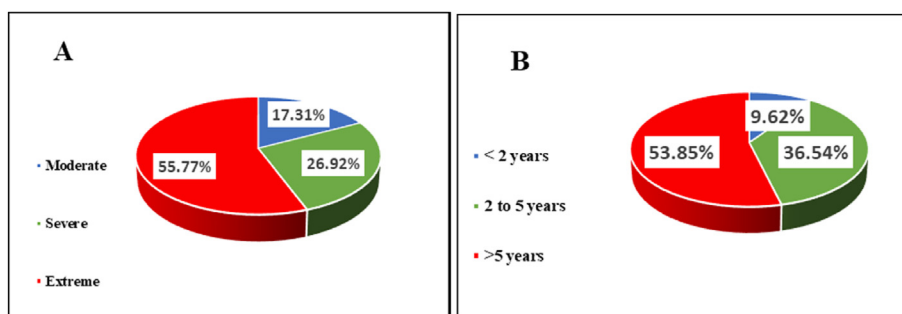 A
17.31%
26.92%
55.77%
Moderate
Severe
Extreme
B
9.62%
36.54%
53.85%
< 2 years
2 to 5 years
>5 years